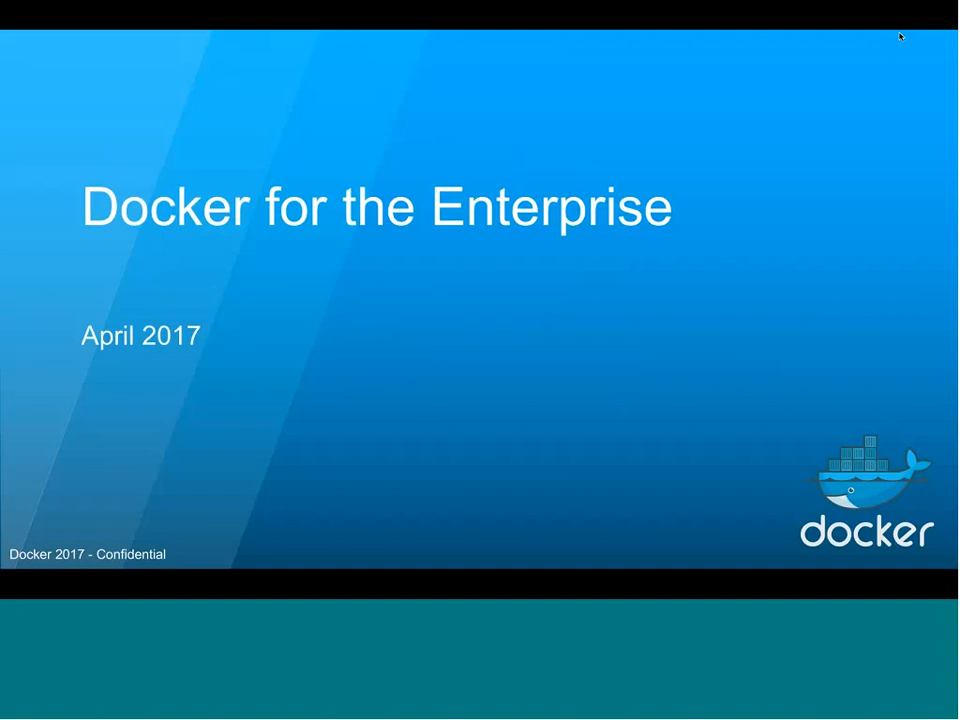 Docker for the Enterprise
April 2017
docker
Docker 2017 - Confidential